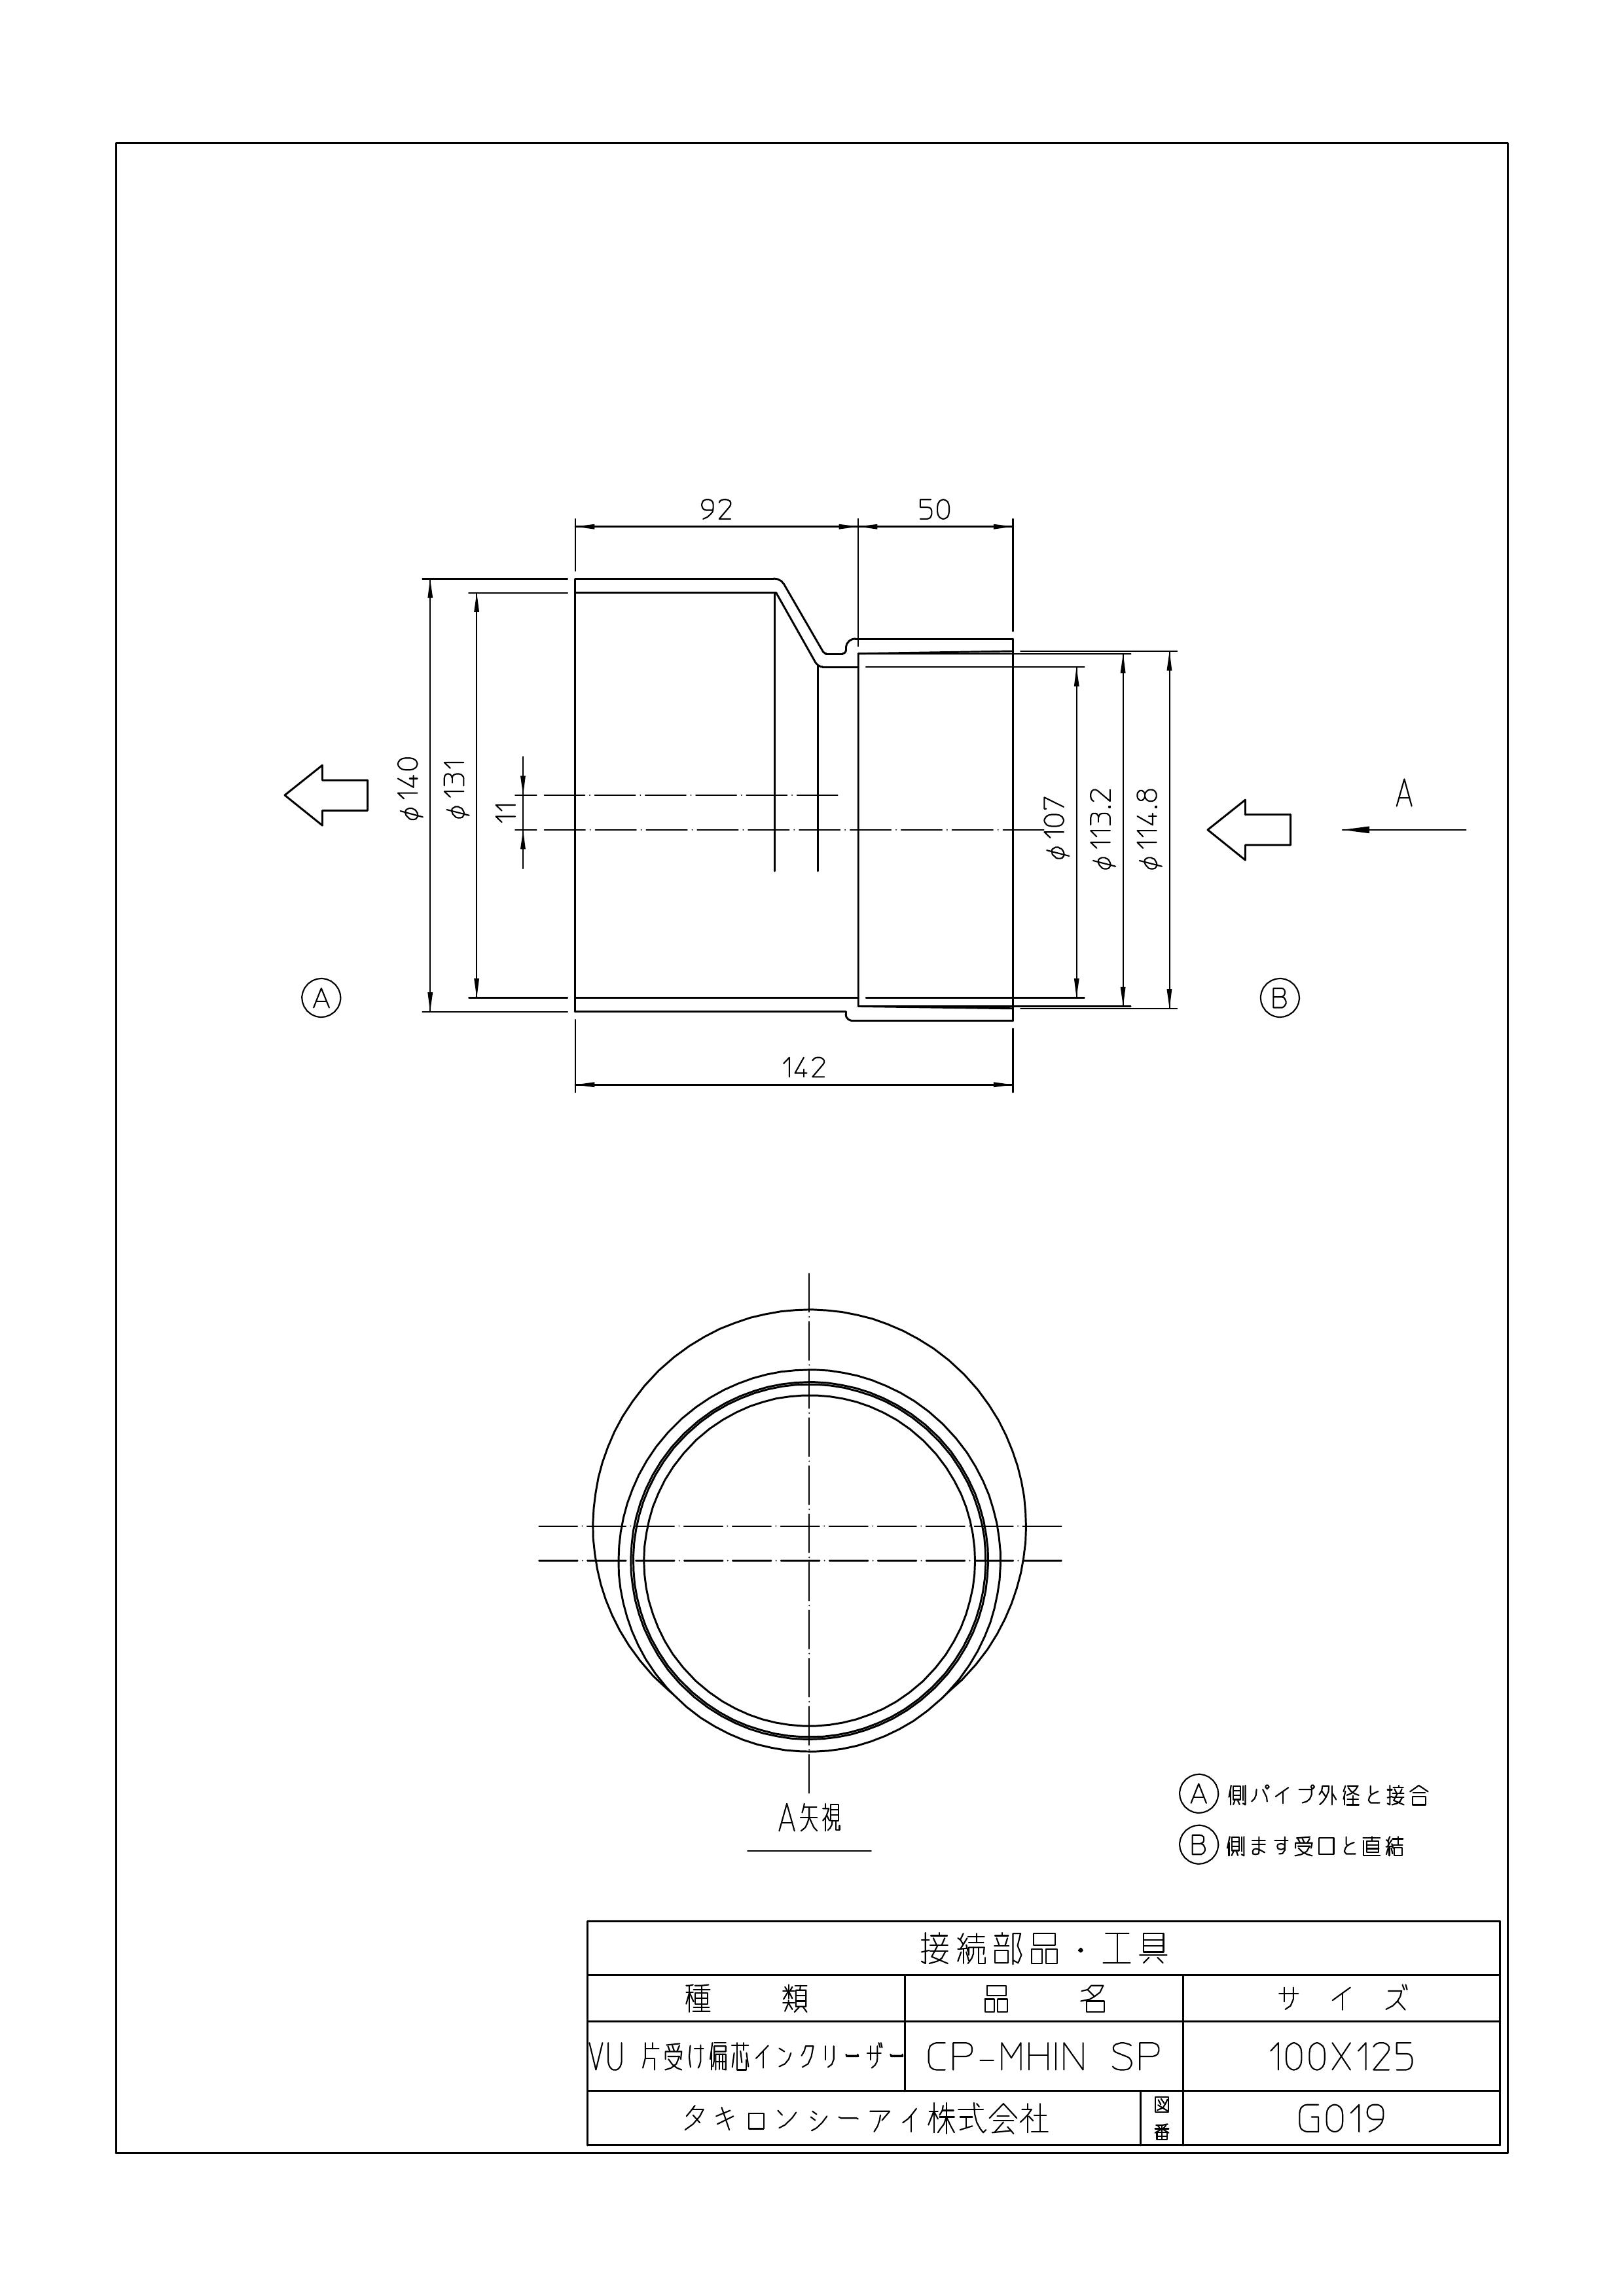 92 50
φ140
φ131
11
φ107
φ113.2
φ114.8
A
A
B
142
A矢視
A 側パイプ外径と接合
B 側ます受口と直結
接続部品・工具
種類 品名 サイズ
VU 片受け偏芯インクリーザー CP-MHIN SP 100X125
タキロンシーアイ株式会社 図番 G019